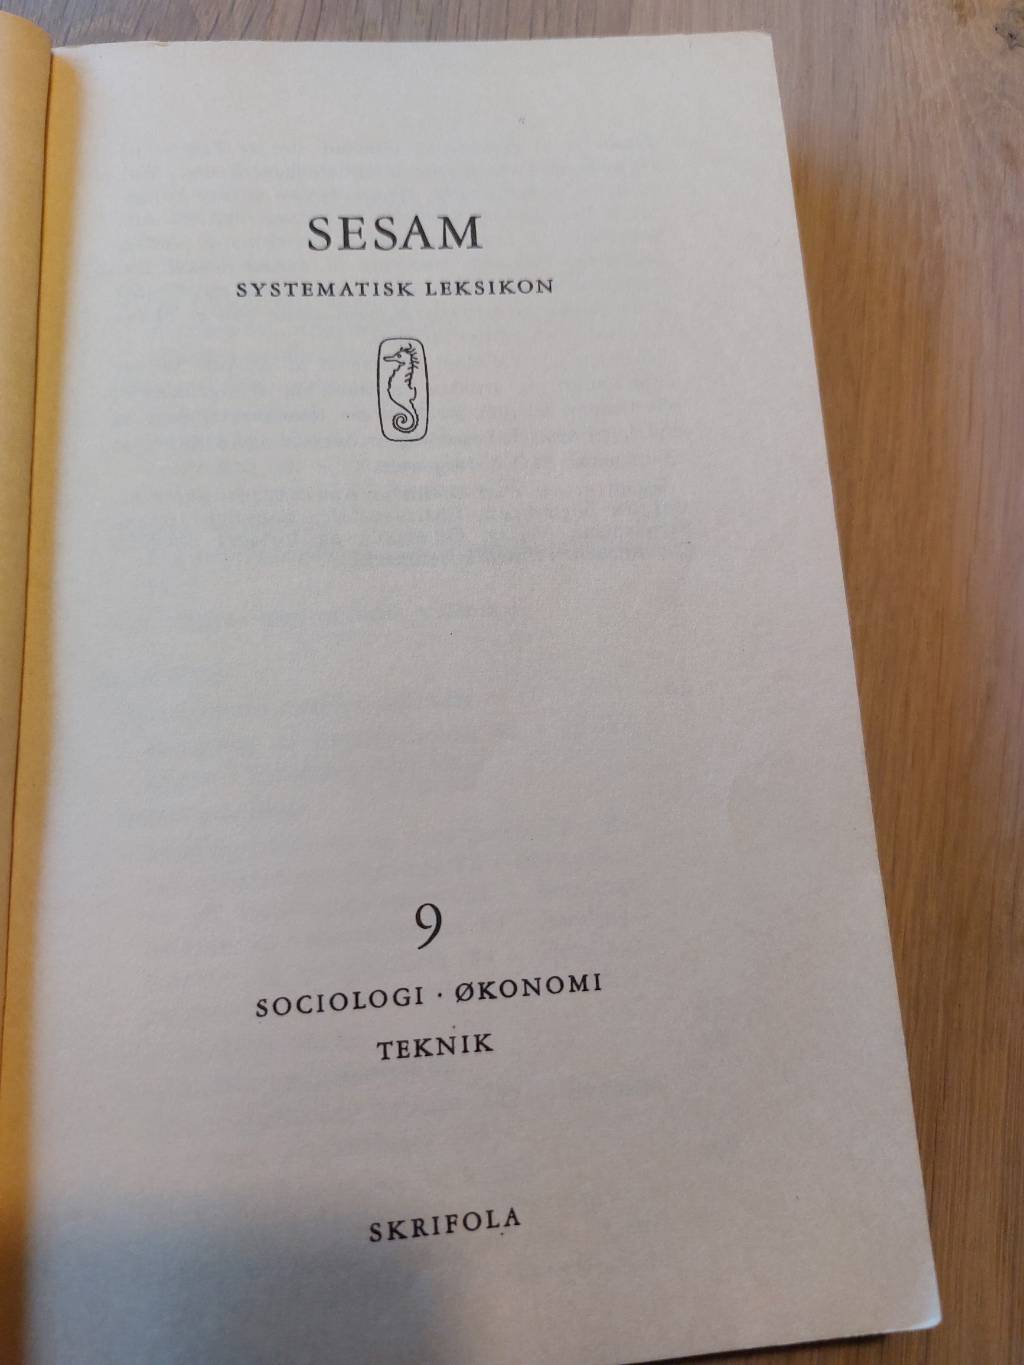 SESAM
SYSTEMATISK LEKSIKON
9
SOCIOLOGI · ØKONOMI
TEKNIK
SKRIFOLA